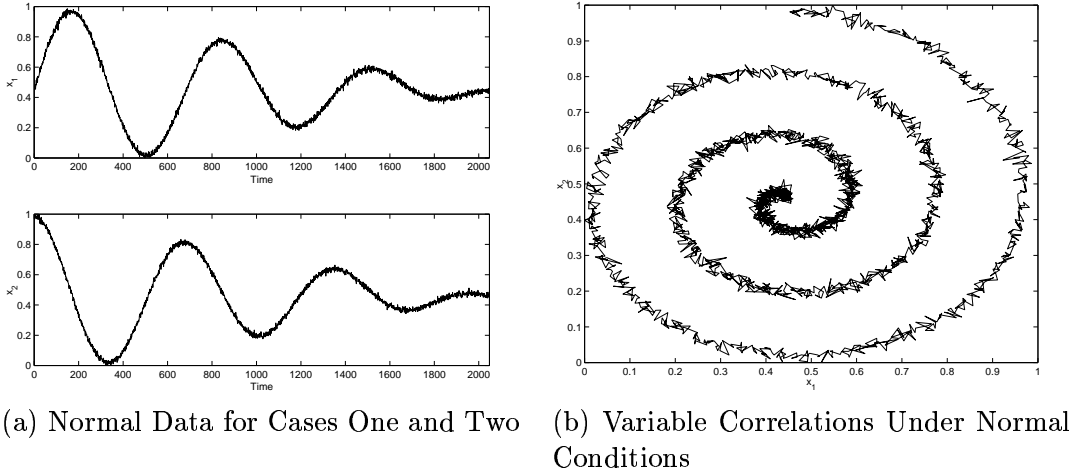 1
0.8
0.6
0.4
0.2
0
x1
0 200 400 600 800 1000 1200 1400 1600 1800 2000
Time
1
0.8
0.6
0.4
0.2
0
x2
0 200 400 600 800 1000 1200 1400 1600 1800 2000
Time
(a) Normal Data for Cases One and Two
1
0.9
0.8
0.7
0.6
0.5
0.4
0.3
0.2
0.1
0
x2
0 0.1 0.2 0.3 0.4 0.5 0.6 0.7 0.8 0.9 1
x1
(b) Variable Correlations Under Normal
Conditions